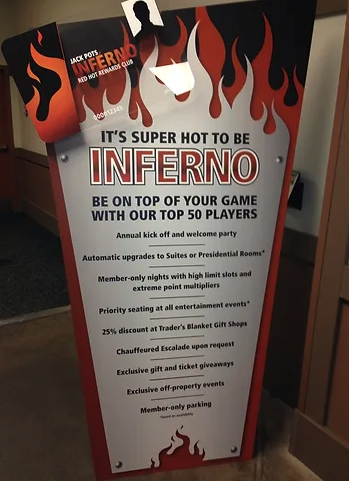 JACK POTS
INFERNO
RED HOT REWARDS CLUB
IT'S SUPER HOT TO BE
INFERNO
BE ON TOP OF YOUR GAME
WITH OUR TOP 50 PLAYERS
Annual kick off and welcome party
Automatic upgrades to Suites or Presidential Rooms*
Member-only nights with high limit slots and
extreme point multipliers
Priority seating at all entertainment events*
25% discount at Trader's Blanket Gift Shops
Chauffeured Escalade upon request
Exclusive gift and ticket giveaways
Exclusive off-property events
Member-only parking
*Based on availability